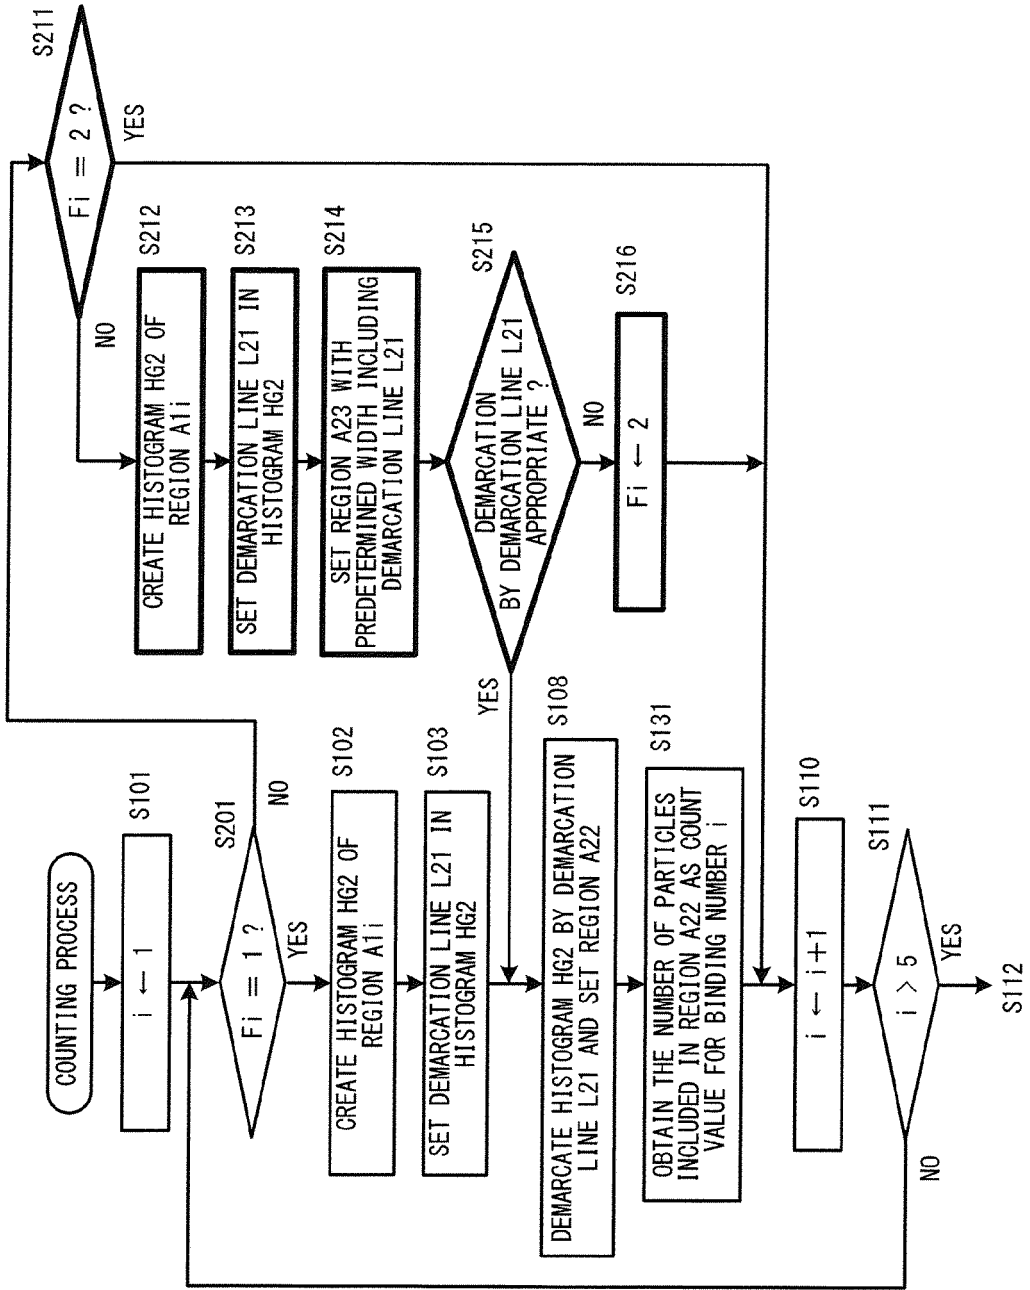 COUNTING PROCESS
S101
i ← 1
S201
Fi = 1 ?
NO
YES
S102
CREATE HISTOGRAM HG2 OF
REGION A1i
S103
SET DEMARCATION LINE L21 IN
HISTOGRAM HG2
S211
Fi = 2 ?
YES
NO
S212
CREATE HISTOGRAM HG2 OF
REGION A1i
S213
SET DEMARCATION LINE L21 IN
HISTOGRAM HG2
S214
SET REGION A23 WITH
PREDETERMINED WIDTH INCLUDING
DEMARCATION LINE L21
S215
DEMARCATION
BY DEMARCATION LINE L21
APPROPRIATE ?
YES
NO
S216
Fi ← 2
S108
DEMARCATE HISTOGRAM HG2 BY DEMARCATION
LINE L21 AND SET REGION A22
S131
OBTAIN THE NUMBER OF PARTICLES
INCLUDED IN REGION A22 AS COUNT
VALUE FOR BINDING NUMBER i
S110
i ← i+1
S111
i > 5
NO
YES
S112